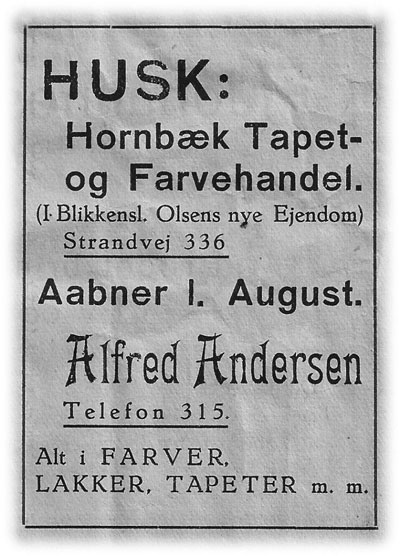 HUSK:
Hornbæk Tapet-
og Farvehandel.
(I Blikkensl. Olsens nye Ejendom)
Strandvej 336
Aabner 1. August.
Alfred Andersen
Telefon 315.
Alt i FARVER,
LAKKER, TAPETER m. m.